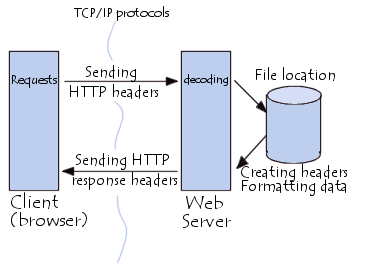 TCP/IP protocols
Requests
Sending
HTTP headers
decoding
File location
Sending HTTP
response headers
Creating headers
Formatting data
Client
(browser)
Web
Server